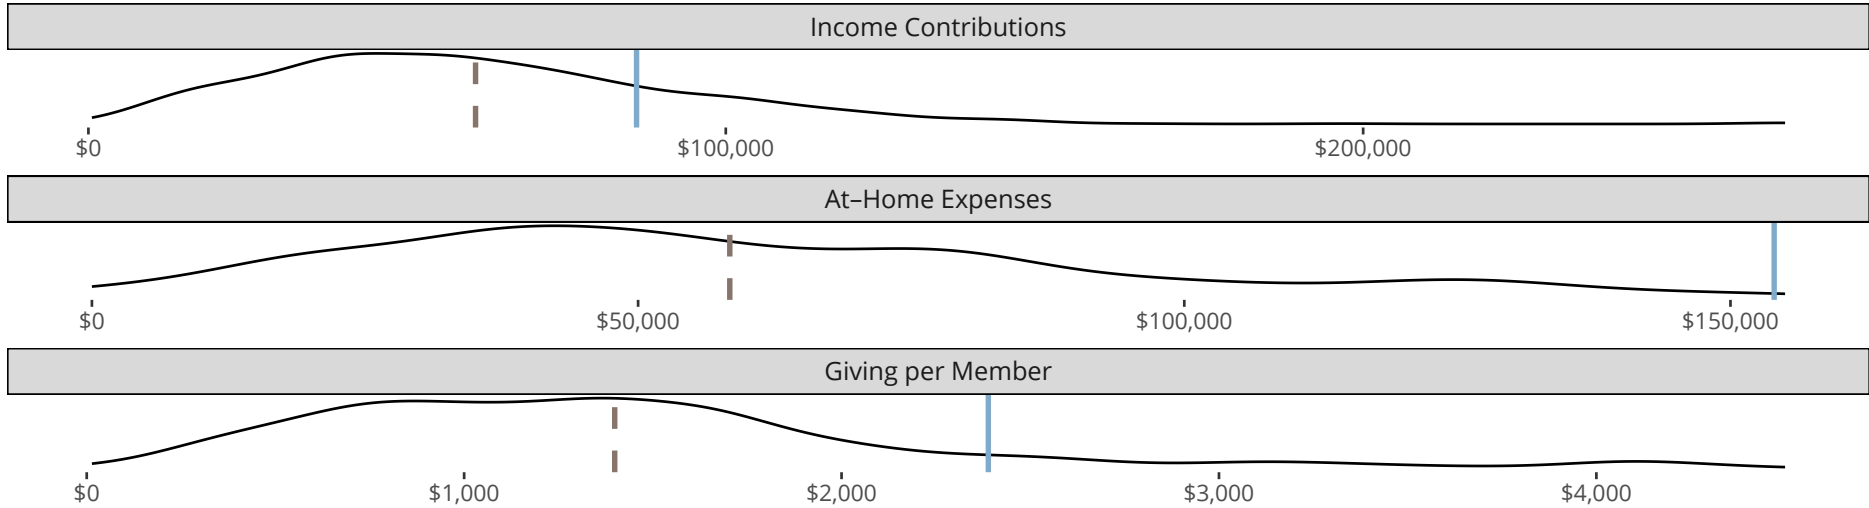 Income Contributions
$0 $100,000 $200,000
At–Home Expenses
$0 $50,000 $100,000 $150,000
Giving per Member
$0 $1,000 $2,000 $3,000 $4,000